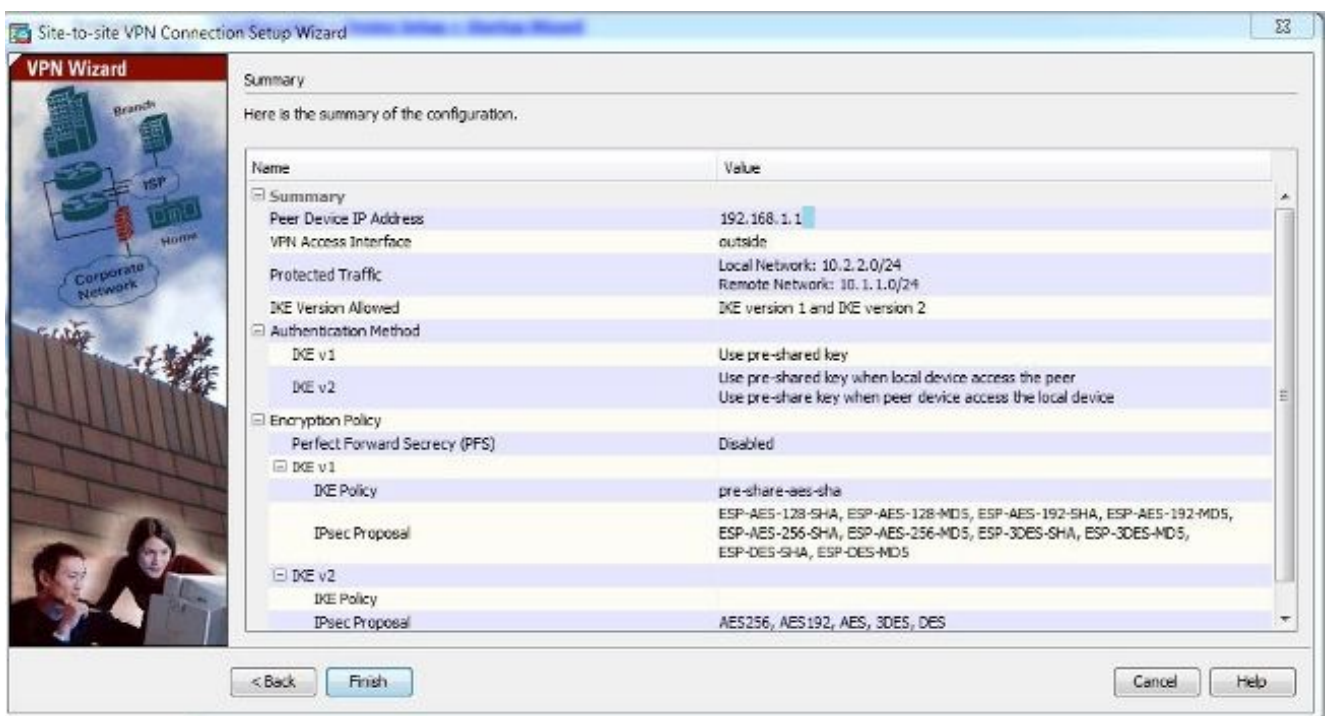 Site-to-site VPN Connection Setup Wizard
VPN Wizard
Branch
ISP
Home
Corporate
Network
Summary
Here is the summary of the configuration.
Name Value
Summary
Peer Device IP Address 192.168.1.1
VPN Access Interface outside
Protected Traffic Local Network: 10.2.2.0/24
Remote Network: 10.1.1.0/24
IKE Version Allowed IKE version 1 and IKE version 2
Authentication Method
IKE v1 Use pre-shared key
IKE v2 Use pre-shared key when local device access the peer
Use pre-share key when peer device access the local device
Encryption Policy
Perfect Forward Secrecy (PFS) Disabled
IKE v1
IKE Policy pre-share-aes-sha
IPsec Proposal ESP-AES-128-SHA, ESP-AES-128-MD5, ESP-AES-192-SHA, ESP-AES-192-MD5,
ESP-AES-256-SHA, ESP-AES-256-MD5, ESP-3DES-SHA, ESP-3DES-MD5,
ESP-DES-SHA, ESP-DES-MD5
IKE v2
IKE Policy
IPsec Proposal AES256, AES192, AES, 3DES, DES
< Back Finish Cancel Help